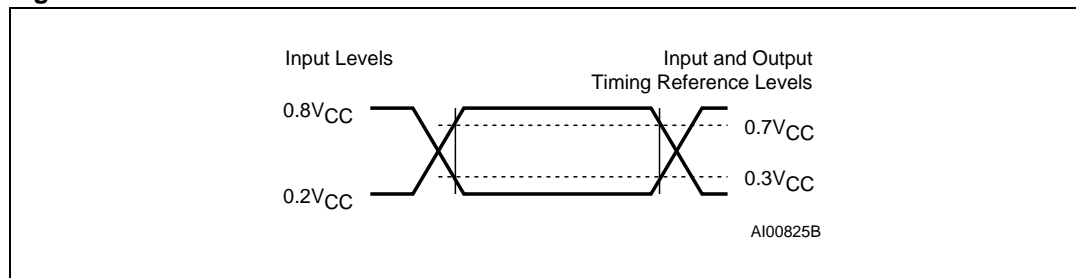 Input Levels
Input and Output
Timing Reference Levels
0.8VCC
0.7VCC
0.3VCC
0.2VCC
AI00825B